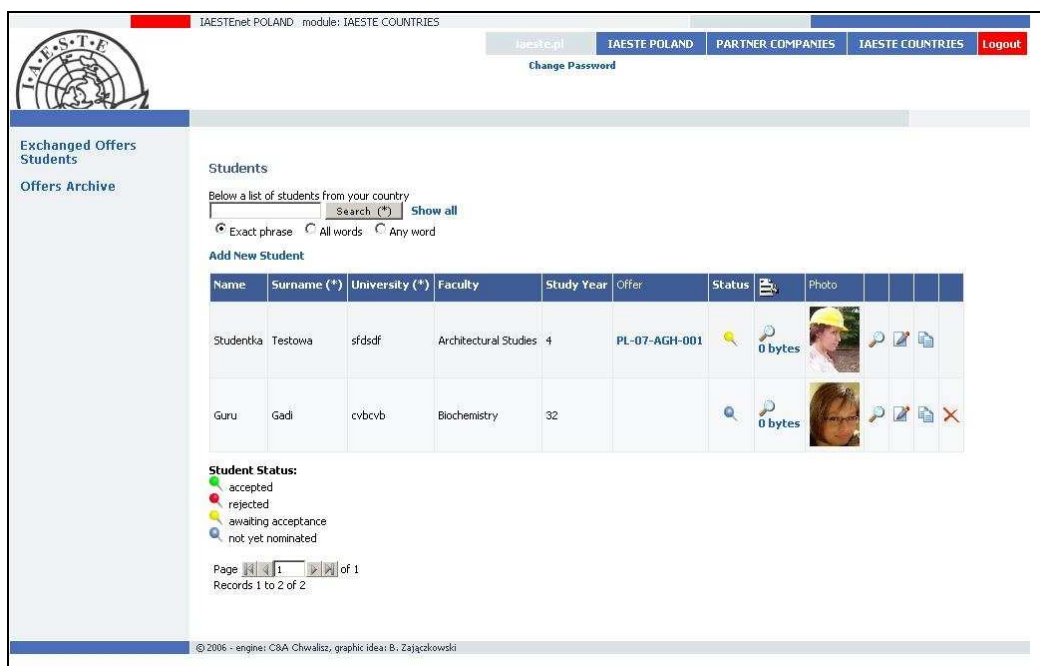 IAESTEnet POLAND module: IAESTE COUNTRIES
I·A·E·S·T·E
iaeste.pl IAESTE POLAND PARTNER COMPANIES IAESTE COUNTRIES Logout
Change Password
Exchanged Offers
Students
Offers Archive
Students
Below a list of students from your country
Search (*) Show all
Exact phrase All words Any word
Add New Student
Name Surname (*) University (*) Faculty Study Year Offer Status Photo
Studentka Testowa sfdsdf Architectural Studies 4 PL-07-AGH-001 0 bytes
Guru Gadi cvbcvb Biochemistry 32 0 bytes
Student Status:
accepted
rejected
awaiting acceptance
not yet nominated
Page 1 of 1
Records 1 to 2 of 2
© 2006 - engine: C&A Chwalisz, graphic idea: B. Zajączkowski